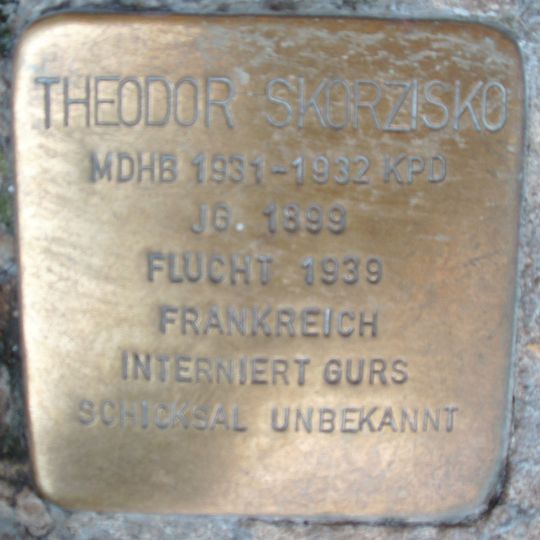 THEODOR SKORZISKO
MDHB 1931-1932 KPD
JG. 1899
FLUCHT 1939
FRANKREICH
INTERNIERT GURS
SCHICKSAL UNBEKANNT